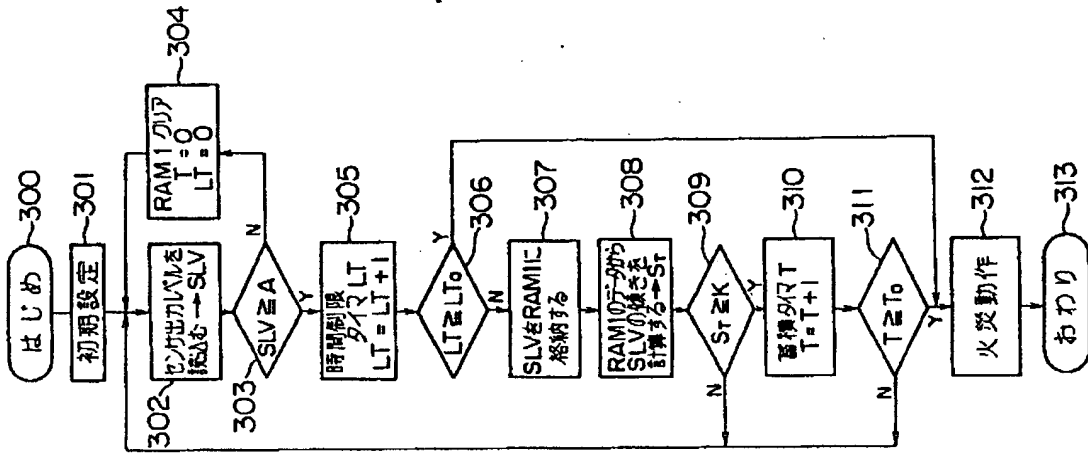 はじめ
300
初期設定
301
センサ出力レベルを
読込む→SLV
302
SLV≧A
303
N
Y
RAM1クリア
T=0
LT=0
304
時間制限
タイマLT
LT=LT+1
305
LT≧LT₀
306
Y
N
SLVをRAM1に
格納する
307
RAM1のデータから
SLVの傾きを
計算する→Sᴛ
308
Sᴛ≧K
309
N
Y
蓄積タイマT
T=T+1
310
T≧T₀
311
N
Y
火災動作
312
おわり
313